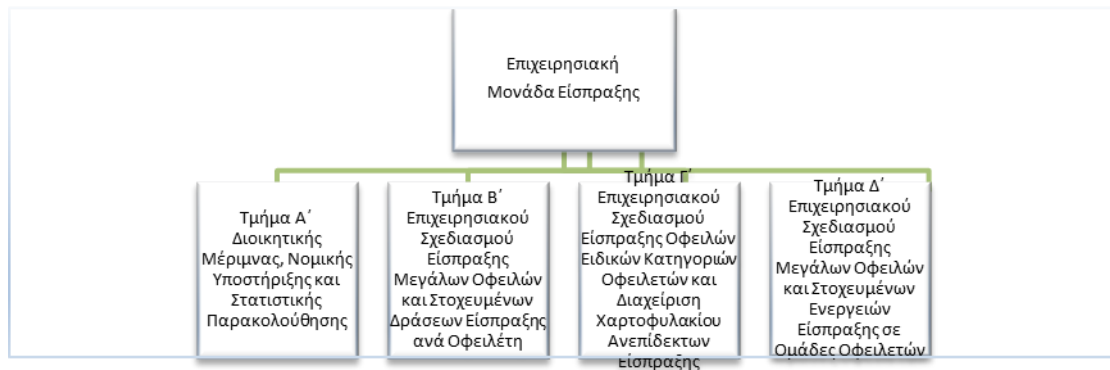 Επιχειρησιακή
Μονάδα Είσπραξης
Τμήμα Α΄
Διοικητικής
Μέριμνας, Νομικής
Υποστήριξης και
Στατιστικής
Παρακολούθησης
Τμήμα Β΄
Επιχειρησιακού
Σχεδιασμού
Είσπραξης
Μεγάλων Οφειλών
και Στοχευμένων
Δράσεων Είσπραξης
ανά Οφειλέτη
Τμήμα Γ΄
Επιχειρησιακού
Σχεδιασμού
Είσπραξης Οφειλών
Ειδικών Κατηγοριών
Οφειλετών και
Διαχείριση
Χαρτοφυλακίου
Ανεπίδεκτων
Είσπραξης
Τμήμα Δ΄
Επιχειρησιακού
Σχεδιασμού
Είσπραξης
Μεγάλων Οφειλών
και Στοχευμένων
Ενεργειών
Είσπραξης σε
Ομάδες Οφειλετών